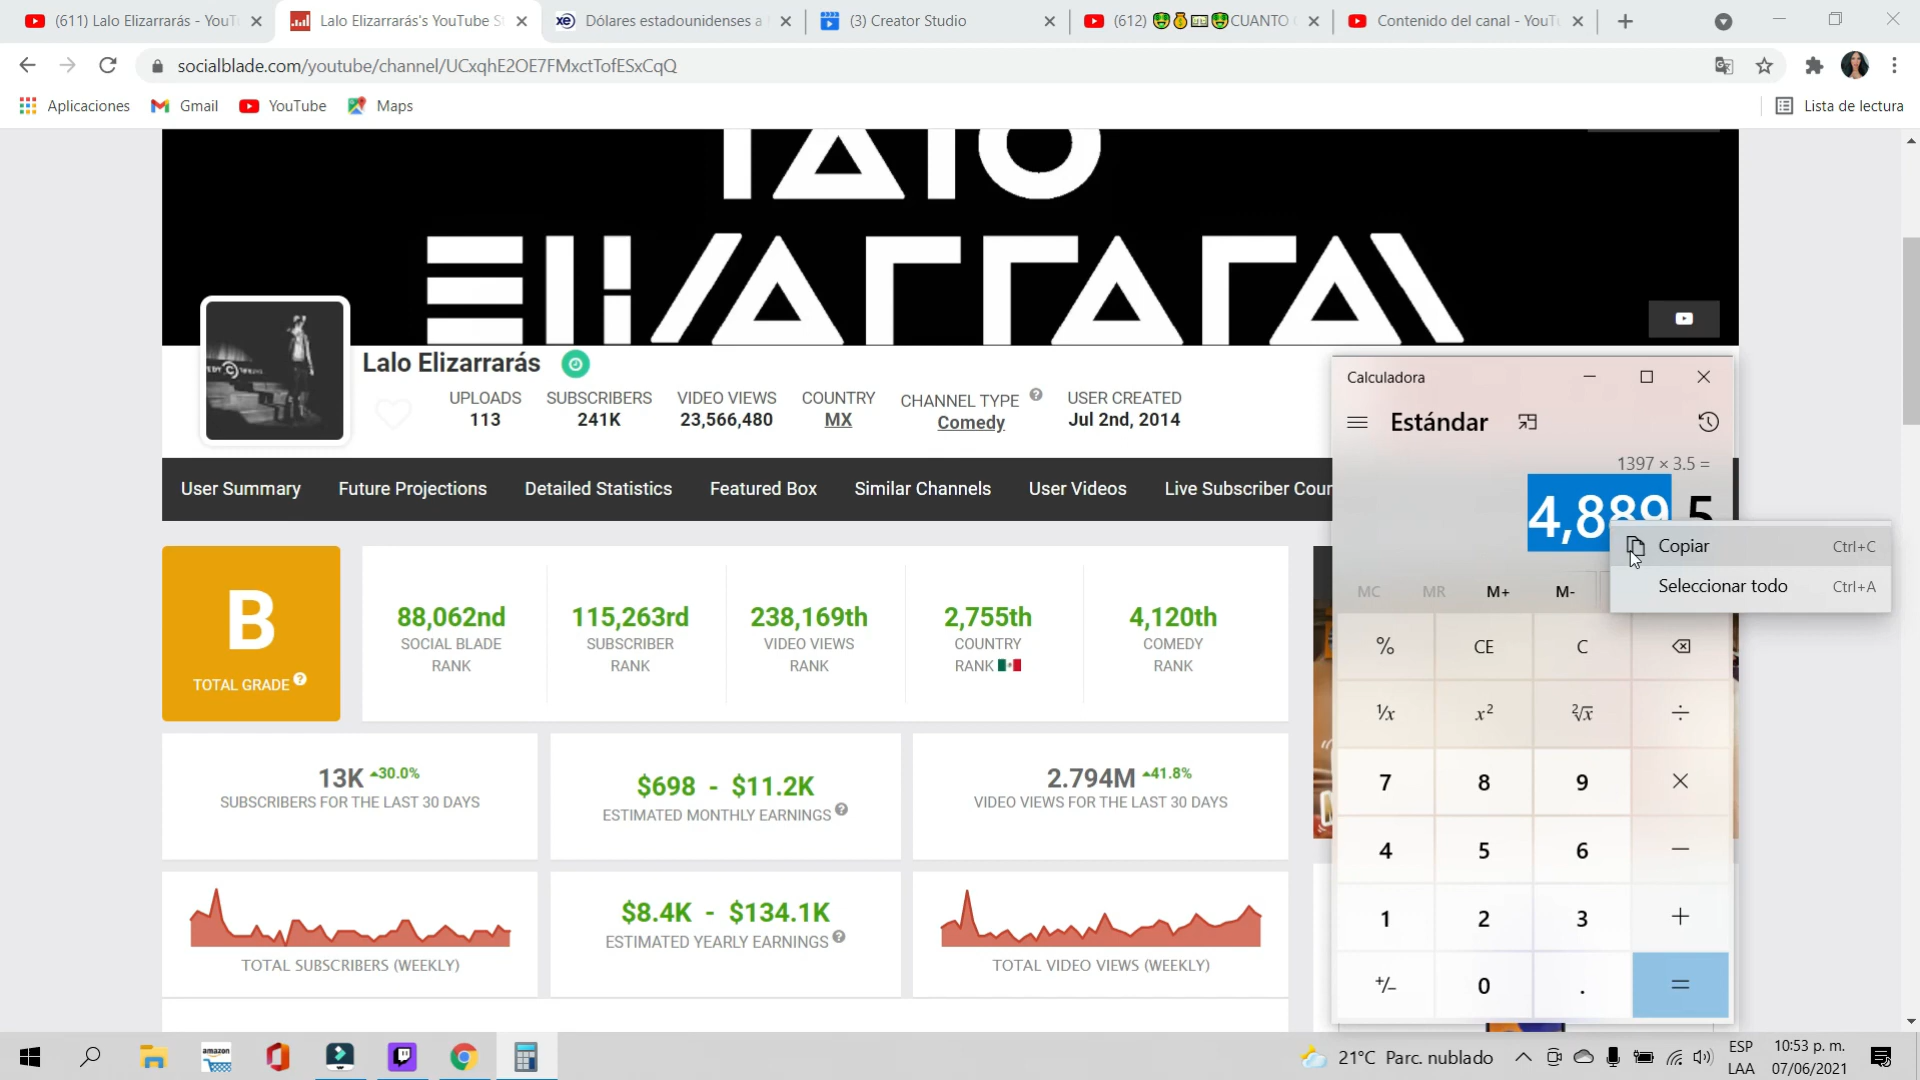 (611) Lalo Elizarrarás - YouT
Lalo Elizarrarás's YouTube S
Dólares estadounidenses a
(3) Creator Studio
(612) 🤑💰💵🤑CUANTO
Contenido del canal - YouT
socialblade.com/youtube/channel/UCxqhE2OE7FMxctTofESxCqQ
Aplicaciones
Gmail
YouTube
Maps
Lista de lectura
lalo
Elizarraras
Lalo Elizarrarás
UPLOADS
113
SUBSCRIBERS
241K
VIDEO VIEWS
23,566,480
COUNTRY
MX
CHANNEL TYPE
Comedy
USER CREATED
Jul 2nd, 2014
User Summary
Future Projections
Detailed Statistics
Featured Box
Similar Channels
User Videos
Live Subscriber Cour
B
TOTAL GRADE
88,062nd
SOCIAL BLADE
RANK
115,263rd
SUBSCRIBER
RANK
238,169th
VIDEO VIEWS
RANK
2,755th
COUNTRY
RANK
4,120th
COMEDY
RANK
13K 30.0%
SUBSCRIBERS FOR THE LAST 30 DAYS
$698 - $11.2K
ESTIMATED MONTHLY EARNINGS
2.794M 41.8%
VIDEO VIEWS FOR THE LAST 30 DAYS
TOTAL SUBSCRIBERS (WEEKLY)
$8.4K - $134.1K
ESTIMATED YEARLY EARNINGS
TOTAL VIDEO VIEWS (WEEKLY)
Calculadora
Estándar
1397 × 3.5 =
4,889.5
Copiar Ctrl+C
Seleccionar todo Ctrl+A
MC MR M+ M-
% CE C
¹/x x² ²√x ÷
7 8 9 ×
4 5 6 −
1 2 3 +
+/− 0 . =
amazon
21°C Parc. nublado
ESP
LAA
10:53 p. m.
07/06/2021